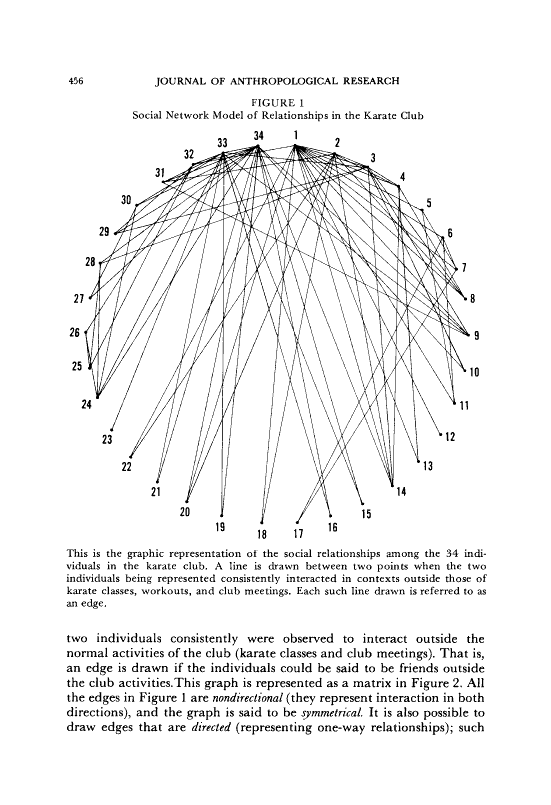 456 JOURNAL OF ANTHROPOLOGICAL RESEARCH
FIGURE 1
Social Network Model of Relationships in the Karate Club
34 1
33 2
32 3
31 4
30 5
29 6
28 7
27 8
26 9
25 10
24 11
23 12
22 13
21 14
20 15
19 16
18 17
This is the graphic representation of the social relationships among the 34 indi-
viduals in the karate club. A line is drawn between two points when the two
individuals being represented consistently interacted in contexts outside those of
karate classes, workouts, and club meetings. Each such line drawn is referred to as
an edge.
two individuals consistently were observed to interact outside the
normal activities of the club (karate classes and club meetings). That is,
an edge is drawn if the individuals could be said to be friends outside
the club activities.This graph is represented as a matrix in Figure 2. All
the edges in Figure 1 are nondirectional (they represent interaction in both
directions), and the graph is said to be symmetrical. It is also possible to
draw edges that are directed (representing one-way relationships); such